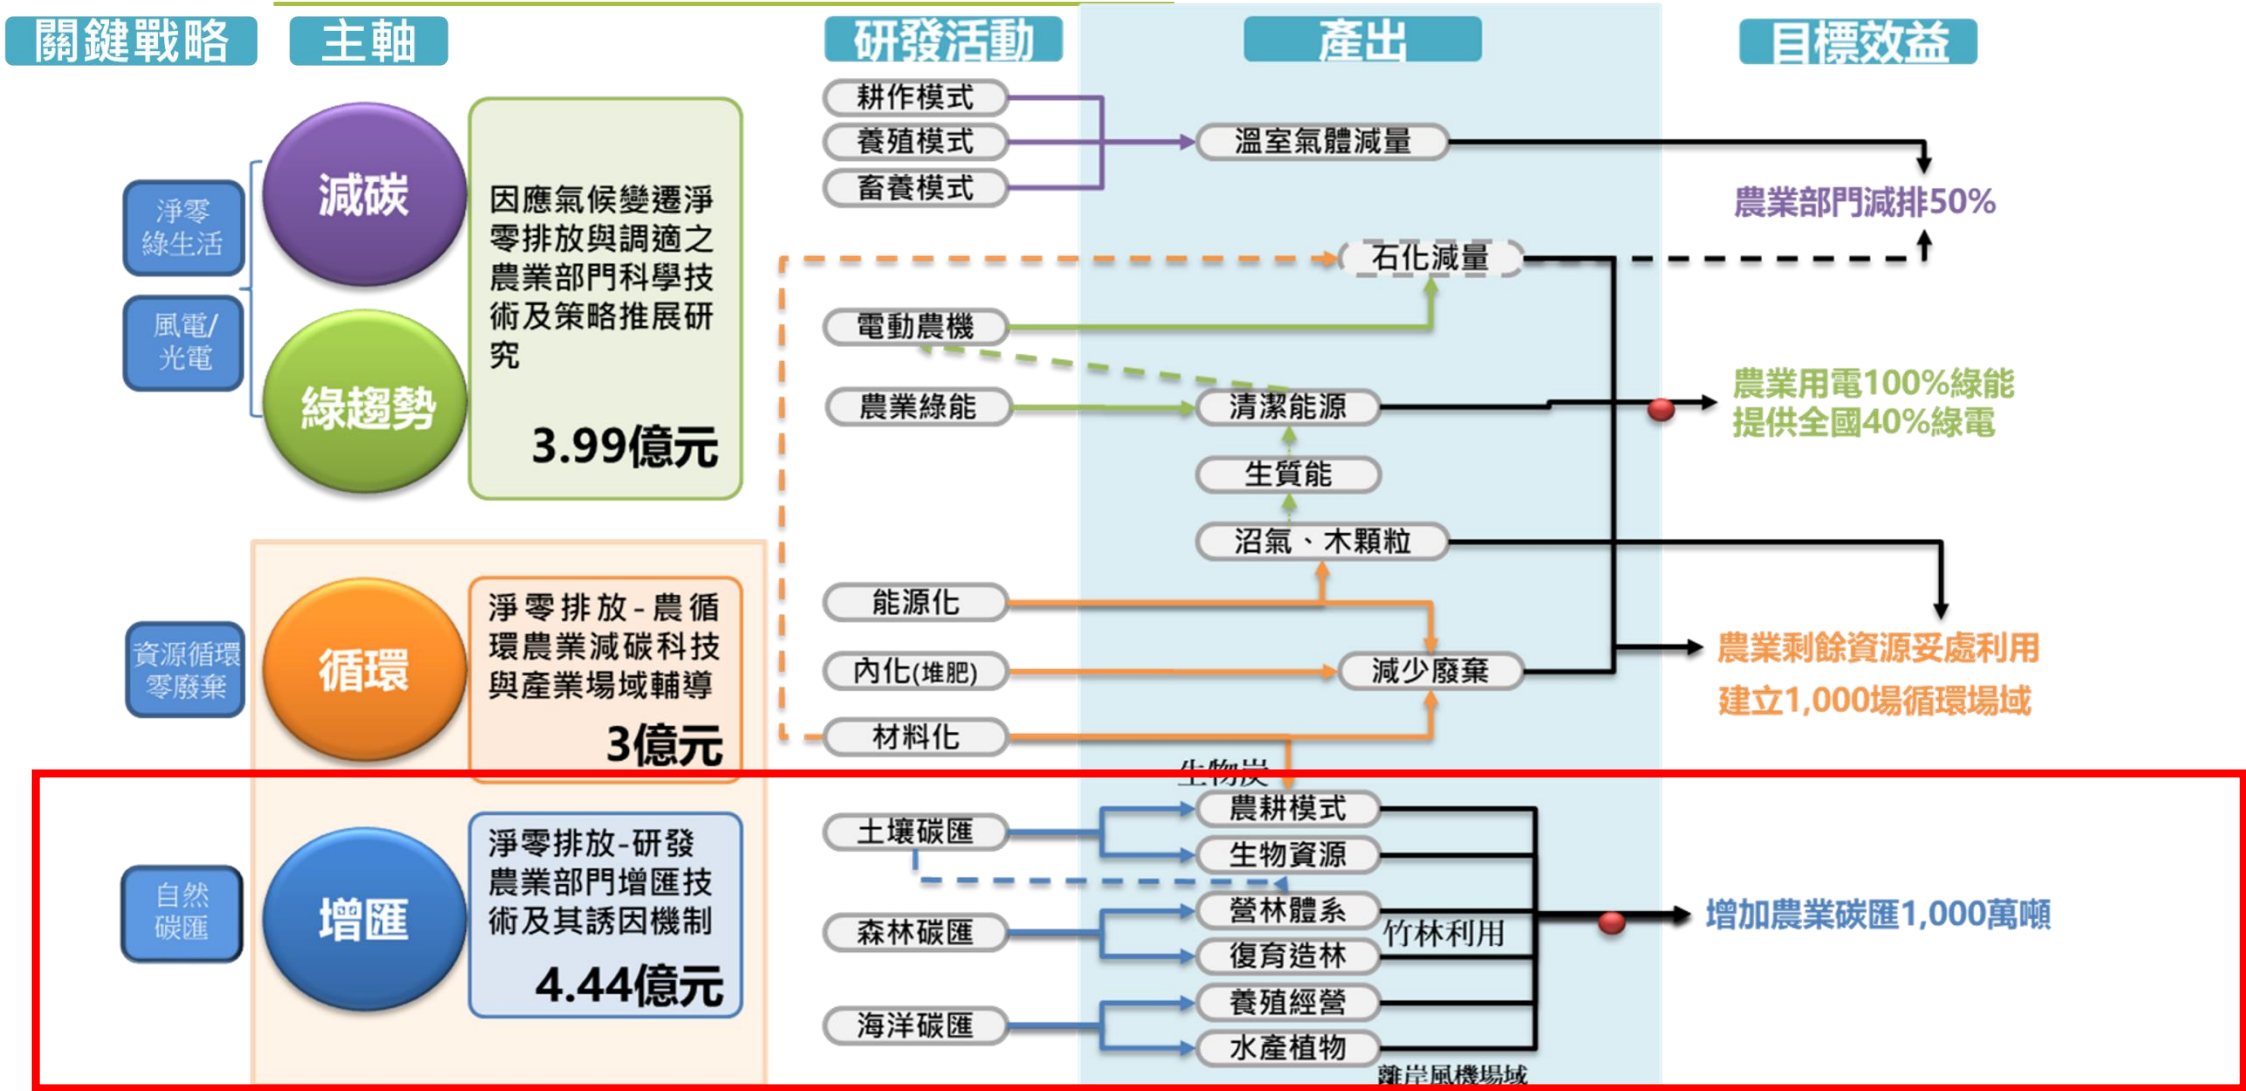 關鍵戰略
主軸
研發活動
產出
目標效益
淨零
綠生活
風電/
光電
減碳
綠趨勢
因應氣候變遷淨
零排放與調適之
農業部門科學技
術及策略推展研
究
3.99億元
耕作模式
養殖模式
畜養模式
溫室氣體減量
農業部門減排50%
石化減量
電動農機
農業綠能
清潔能源
農業用電100%綠能
提供全國40%綠電
生質能
沼氣、木顆粒
資源循環
零廢棄
循環
淨零排放-農循
環農業減碳科技
與產業場域輔導
3億元
能源化
內化(堆肥)
材料化
減少廢棄
農業剩餘資源妥處利用
建立1,000場循環場域
生物炭
自然
碳匯
增匯
淨零排放-研發
農業部門增匯技
術及其誘因機制
4.44億元
土壤碳匯
森林碳匯
海洋碳匯
農耕模式
生物資源
營林體系
竹林利用
復育造林
養殖經營
水產植物
離岸風機場域
增加農業碳匯1,000萬噸